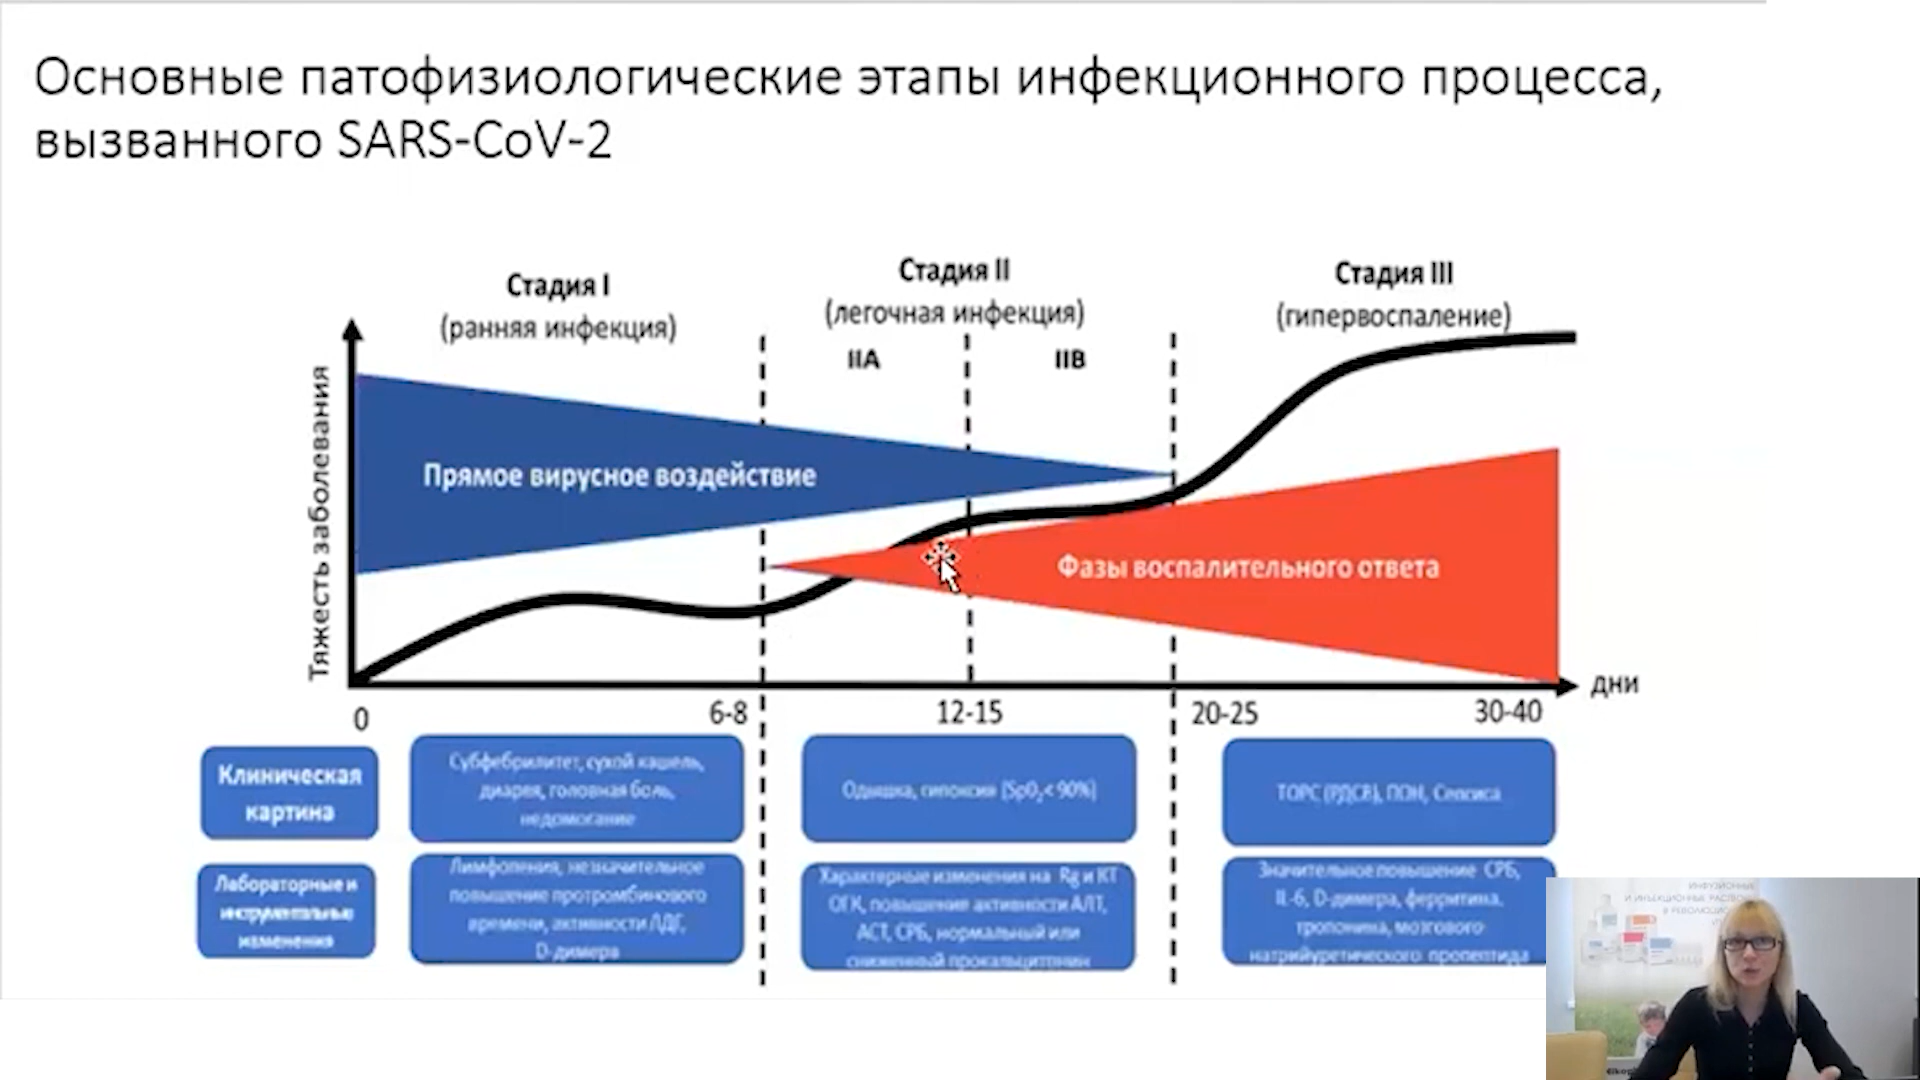 Основные патофизиологические этапы инфекционного процесса,
вызванного SARS-CoV-2
Стадия I
(ранняя инфекция)
Стадия II
(легочная инфекция)
IIA
IIB
Стадия III
(гипервоспаление)
Тяжесть заболевания
Прямое вирусное воздействие
Фазы воспалительного ответа
дни
0
6-8
12-15
20-25
30-40
Клиническая
картина
Субфебрилитет, сухой кашель,
диарея, головная боль,
недомогание
Одышка, гипоксия (SpO₂< 90%)
ТОРС (РДСВ), ПОН, Сепсиса
Лабораторные и
инструментальные
изменения
Лимфопения, незначительное
повышение протромбинового
времени, активности ЛДГ,
D-димера
Характерные изменения на Rg и КТ
ОГК, повышение активности АЛТ,
АСТ, СРБ, нормальный или
сниженный прокальцитонин
Значительное повышение СРБ,
IL-6, D-димера, ферритина,
тропонина, мозгового
натрийуретического пропептида